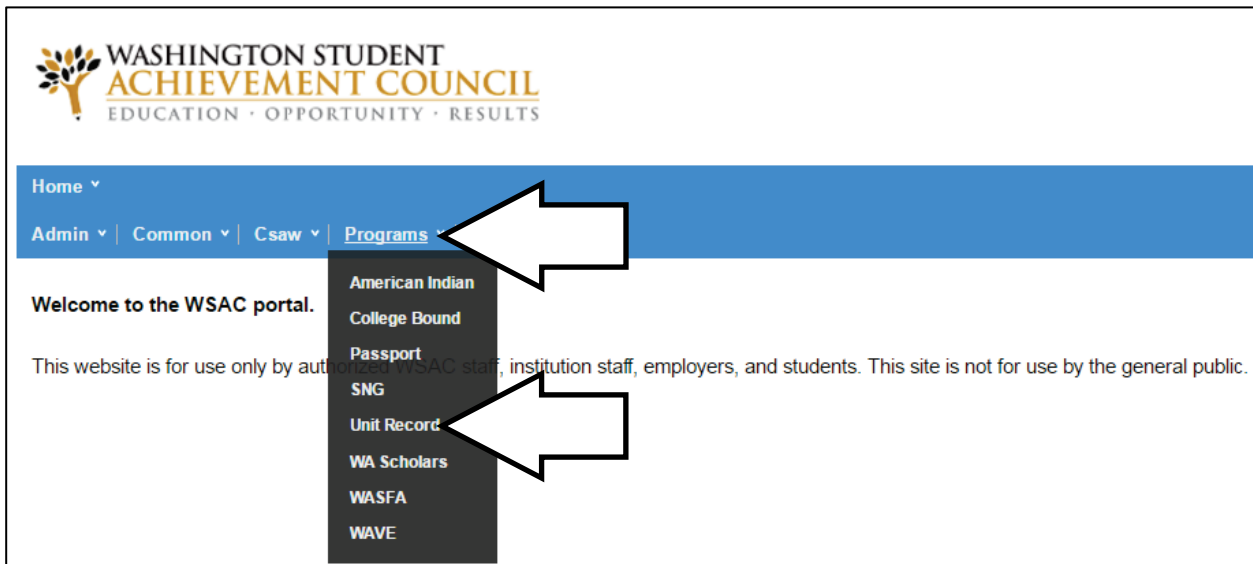 WASHINGTON STUDENT
ACHIEVEMENT COUNCIL
EDUCATION · OPPORTUNITY · RESULTS
Home
Admin | Common | Csaw | Programs
American Indian
Welcome to the WSAC portal.
College Bound
Passport
This website is for use only by authorized WSAC staff, institution staff, employers, and students. This site is not for use by the general public.
SNG
Unit Record
WA Scholars
WASFA
WAVE